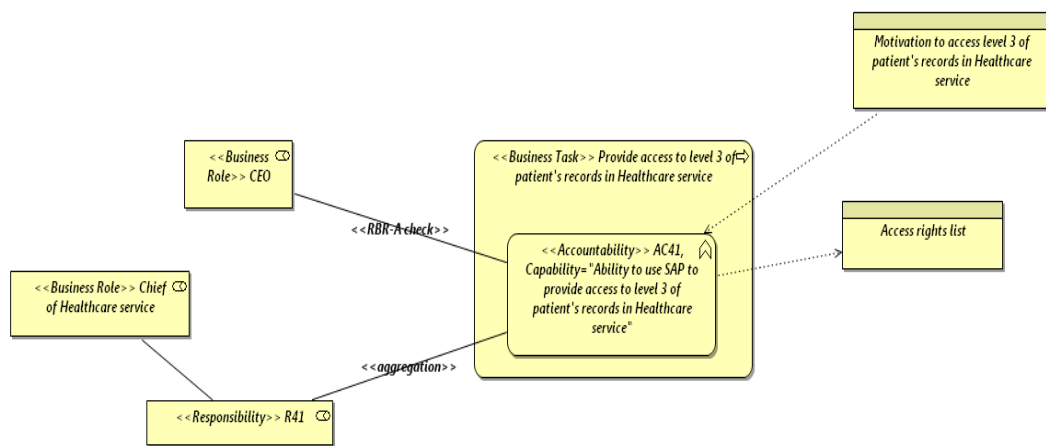 Motivation to access level 3 of
patient's records in Healthcare
service
<<Business
Role>> CEO
<<Business Task>> Provide access to level 3 of
patient's records in Healthcare
service
<<RBR-A check>>
<<Accountability>> AC41,
Capability="Ability to use SAP to
provide access to level 3 of
patient's records in Healthcare
service"
Access rights list
<<Business Role>> Chief
of Healthcare service
<<aggregation>>
<<Responsibility>> R41